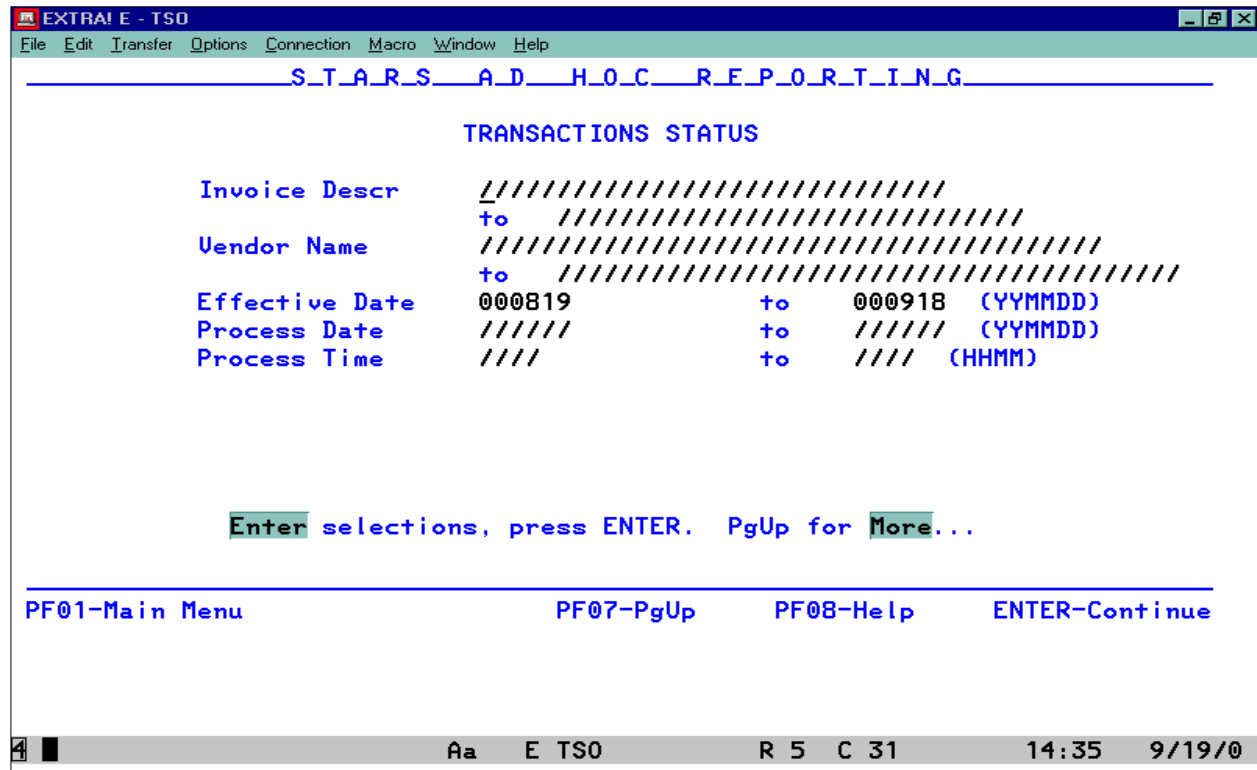 EXTRA! E - TSO
File Edit Transfer Options Connection Macro Window Help
S_T_A_R_S___A_D___H_O_C___R_E_P_O_R_T_I_N_G
TRANSACTIONS STATUS
Invoice Descr //////////////////////////////
to //////////////////////////////
Vendor Name ////////////////////////////////////////
to ////////////////////////////////////////
Effective Date 000819 to 000918 (YYMMDD)
Process Date ////// to ////// (YYMMDD)
Process Time //// to //// (HHMM)
Enter selections, press ENTER. PgUp for More...
PF01-Main Menu PF07-PgUp PF08-Help ENTER-Continue
4 Aa E TSO R 5 C 31 14:35 9/19/0